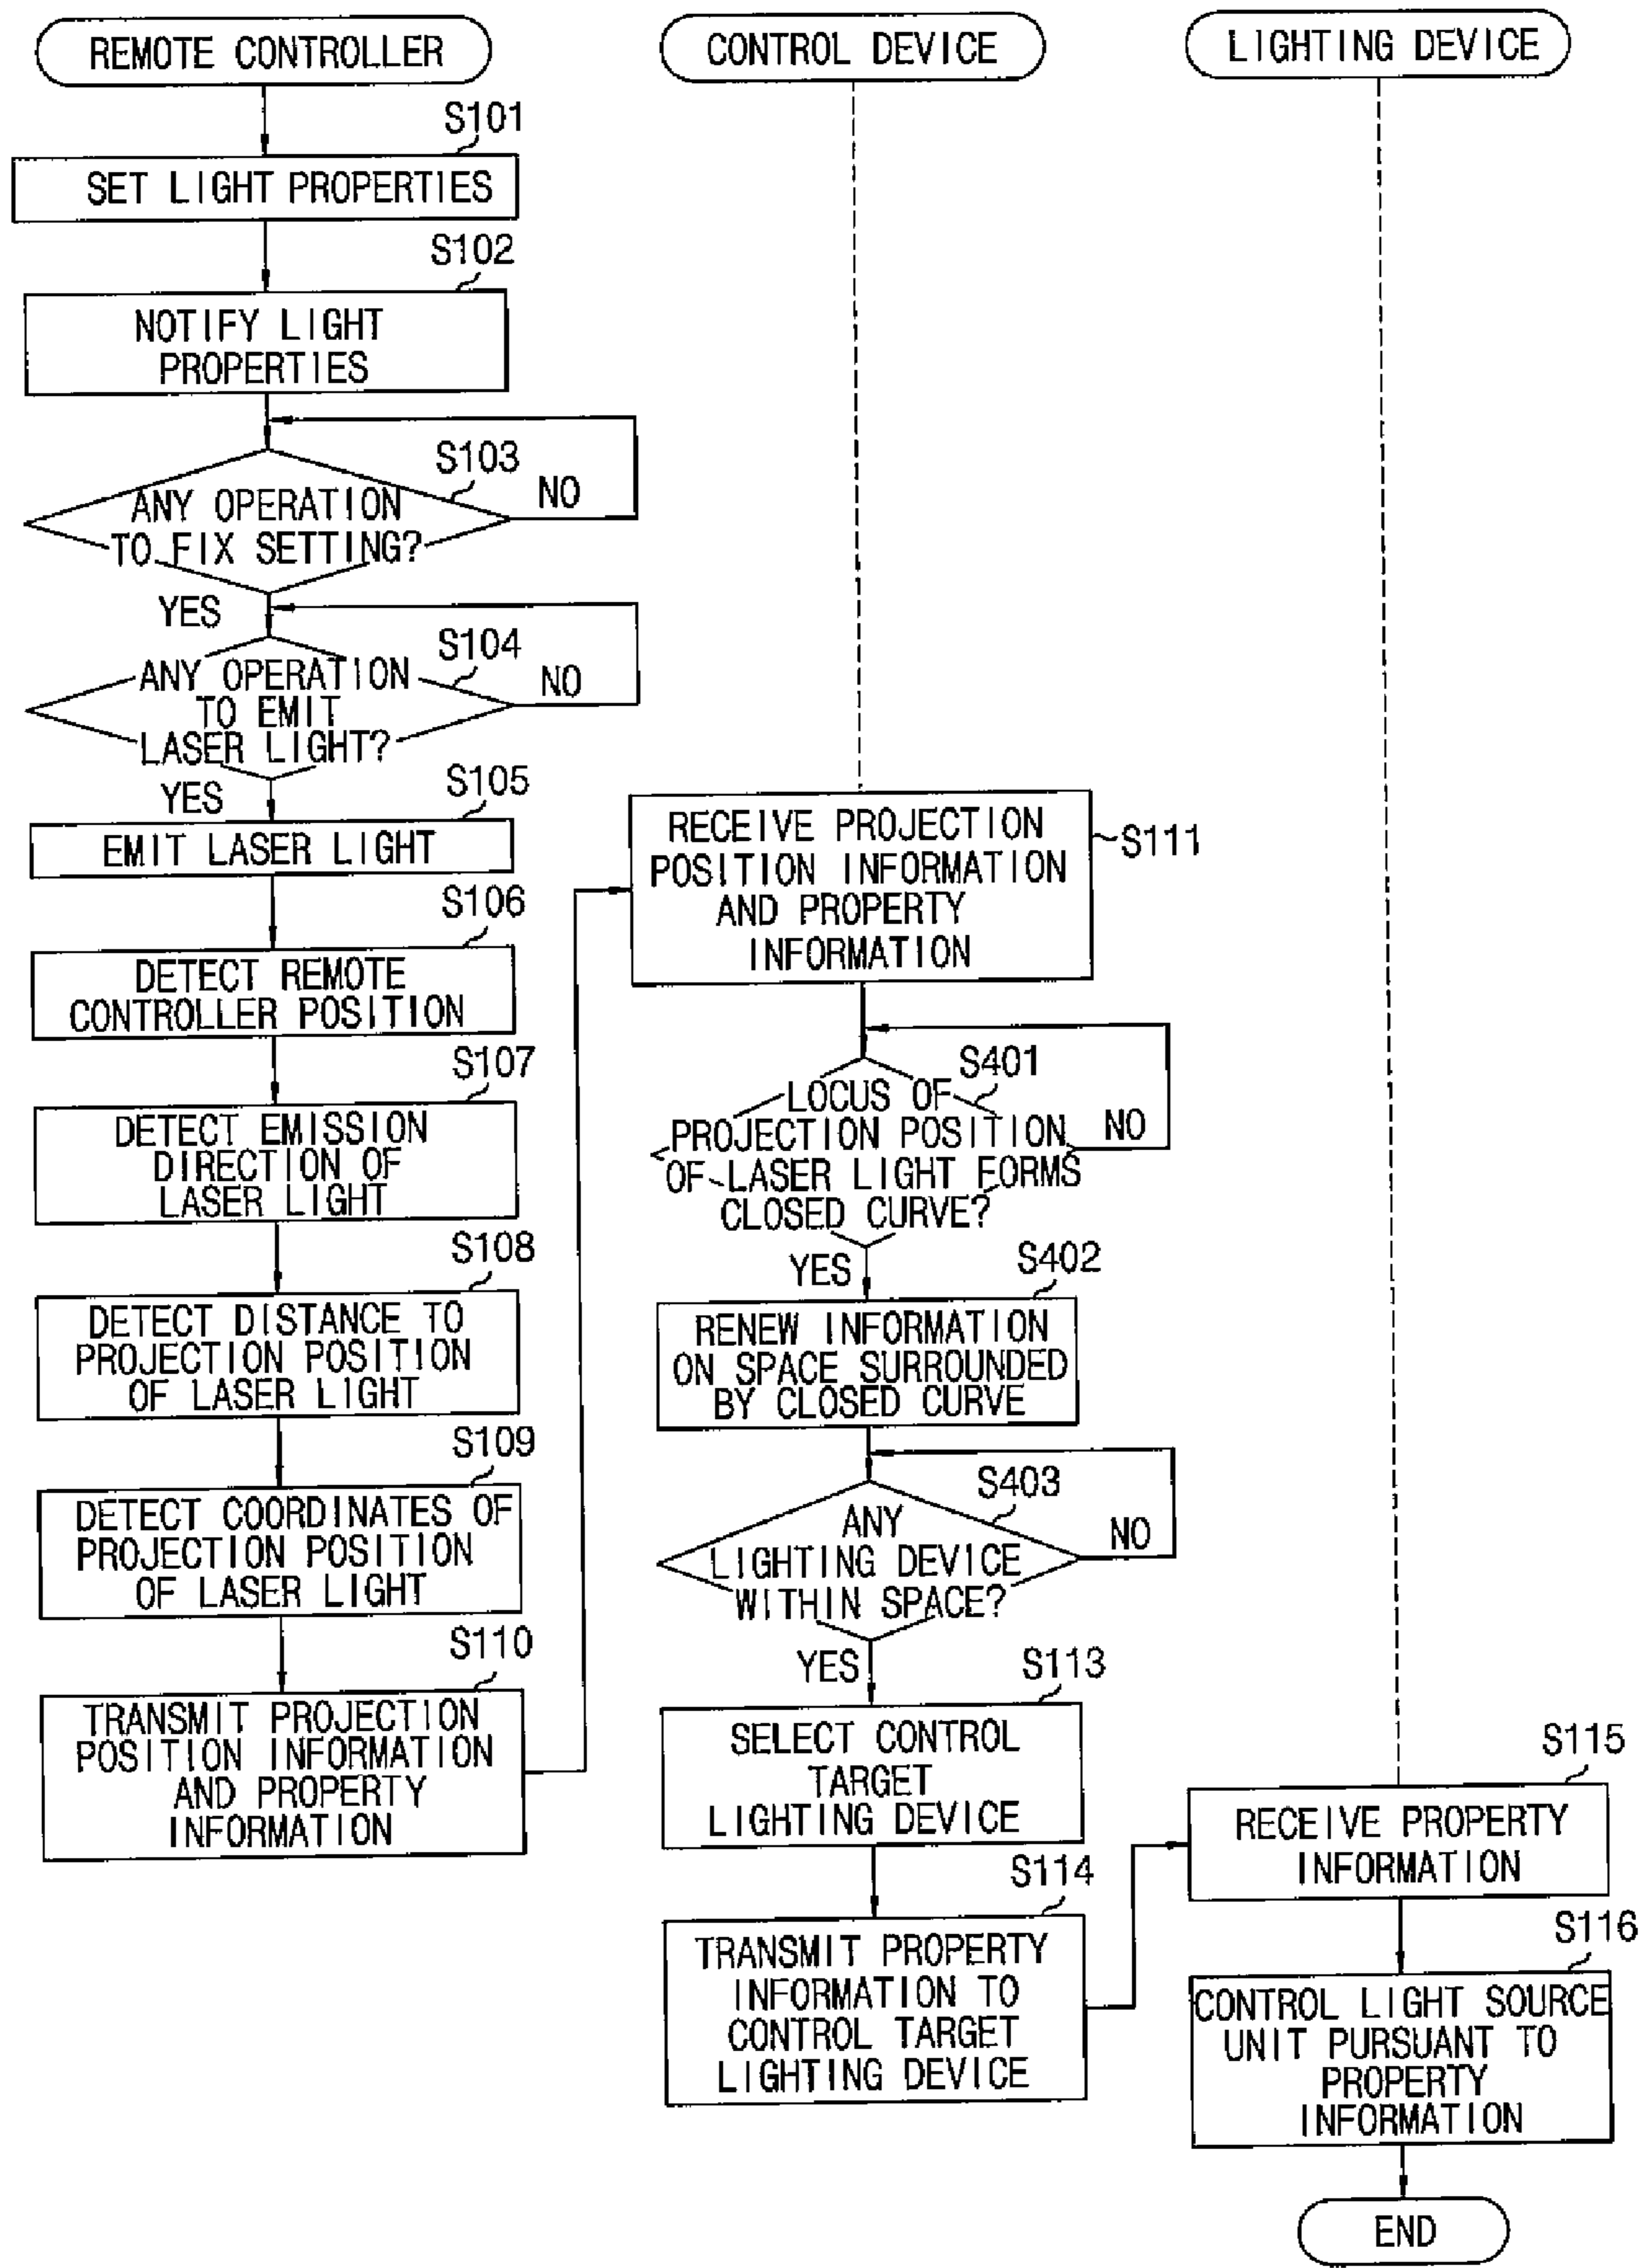 REMOTE CONTROLLER
S101
SET LIGHT PROPERTIES
S102
NOTIFY LIGHT
PROPERTIES
S103
ANY OPERATION
TO FIX SETTING?
NO
YES
S104
ANY OPERATION
TO EMIT
LASER LIGHT?
NO
YES
S105
EMIT LASER LIGHT
S106
DETECT REMOTE
CONTROLLER POSITION
S107
DETECT EMISSION
DIRECTION OF
LASER LIGHT
S108
DETECT DISTANCE TO
PROJECTION POSITION
OF LASER LIGHT
S109
DETECT COORDINATES OF
PROJECTION POSITION
OF LASER LIGHT
S110
TRANSMIT PROJECTION
POSITION INFORMATION
AND PROPERTY
INFORMATION
CONTROL DEVICE
RECEIVE PROJECTION
POSITION INFORMATION
AND PROPERTY
INFORMATION
S111
S401
LOCUS OF
PROJECTION POSITION
OF LASER LIGHT FORMS
CLOSED CURVE?
NO
YES
S402
RENEW INFORMATION
ON SPACE SURROUNDED
BY CLOSED CURVE
S403
ANY
LIGHTING DEVICE
WITHIN SPACE?
NO
YES
S113
SELECT CONTROL
TARGET
LIGHTING DEVICE
S114
TRANSMIT PROPERTY
INFORMATION TO
CONTROL TARGET
LIGHTING DEVICE
LIGHTING DEVICE
S115
RECEIVE PROPERTY
INFORMATION
S116
CONTROL LIGHT SOURCE
UNIT PURSUANT TO
PROPERTY
INFORMATION
END